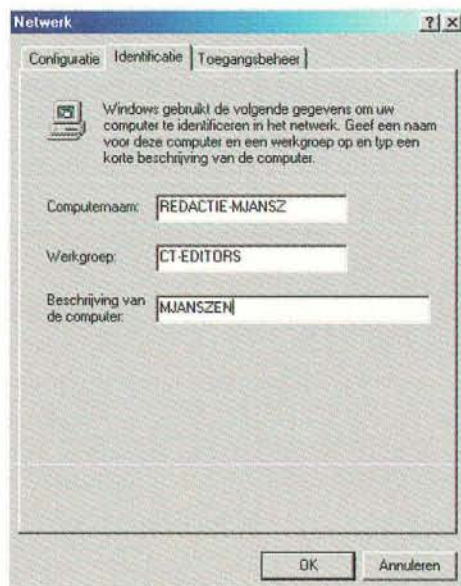 Netwerk
Configuratie Identificatie Toegangsbeheer
Windows gebruikt de volgende gegevens om uw
computer te identificeren in het netwerk. Geef een naam
voor deze computer en een werkgroep op en typ een
korte beschrijving van de computer.
Computernaam: REDACTIE-MJANSZ
Werkgroep: CT-EDITORS
Beschrijving van
de computer: MJANSZEN
OK Annuleren